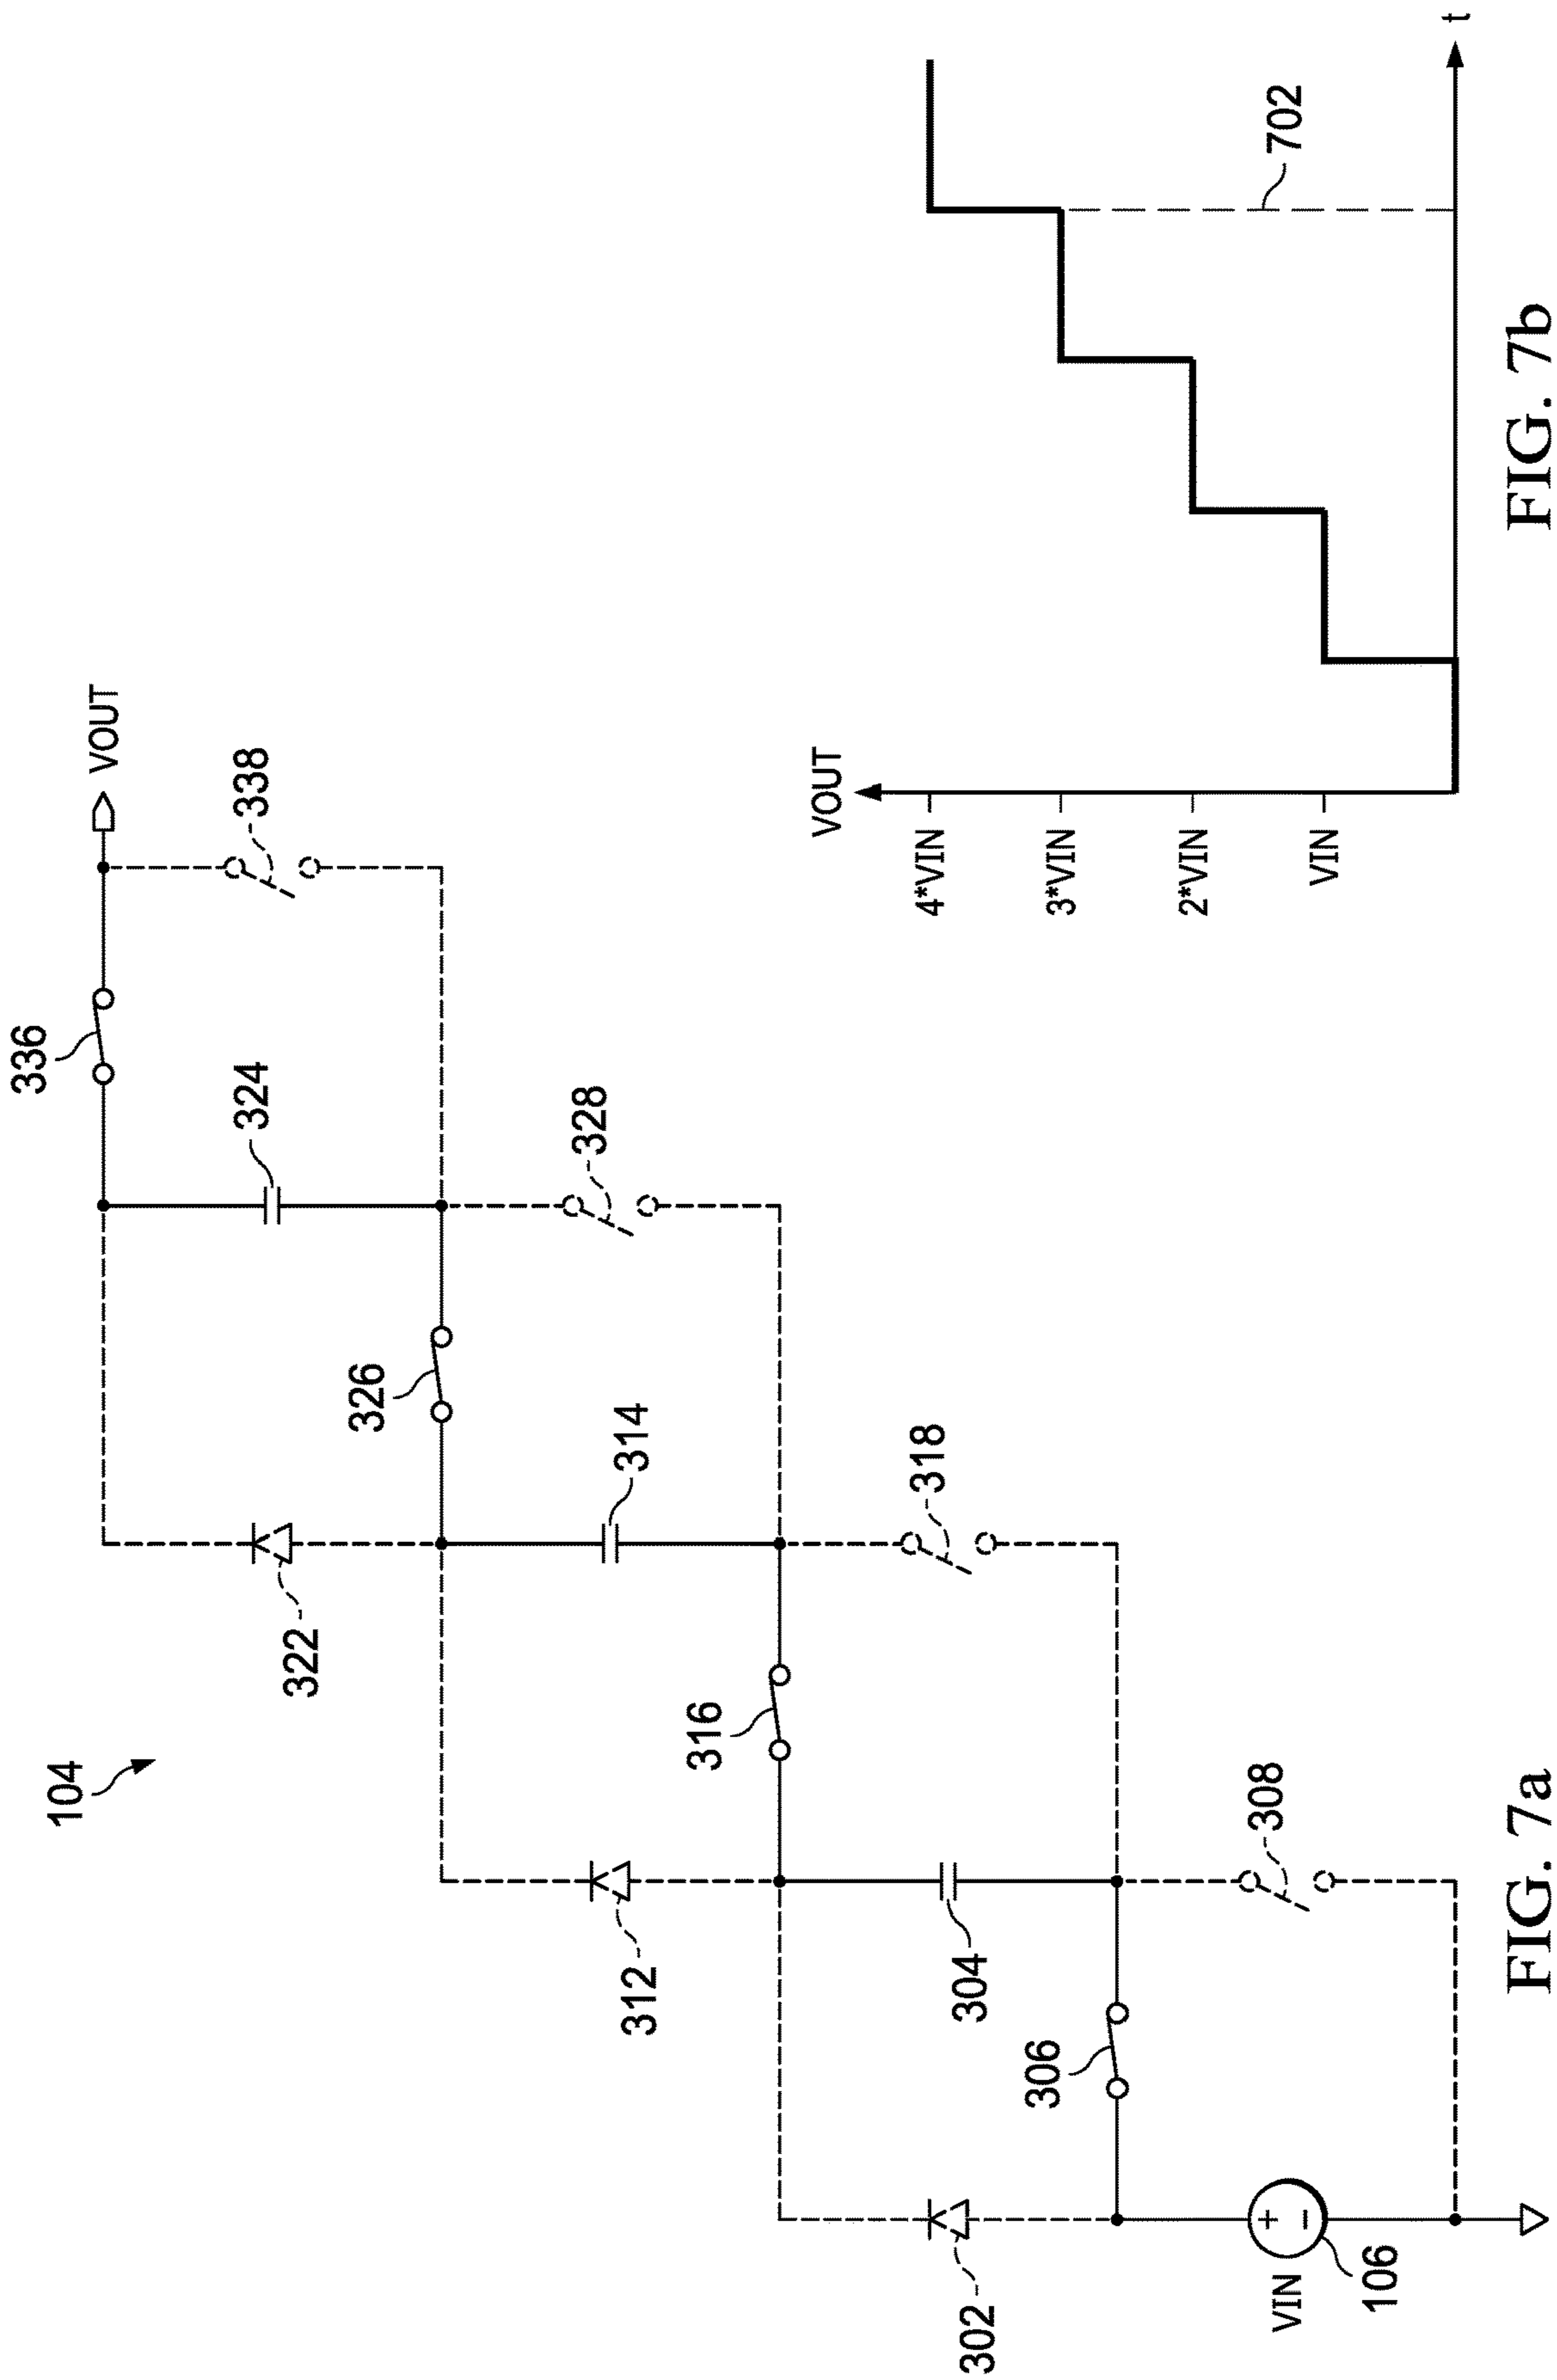 104
336
VOUT
338
324
322
326
328
312
314
316
318
302
304
306
308
VIN
+
−
106
FIG. 7a
VOUT
4*VIN
3*VIN
2*VIN
VIN
702
t
FIG. 7b